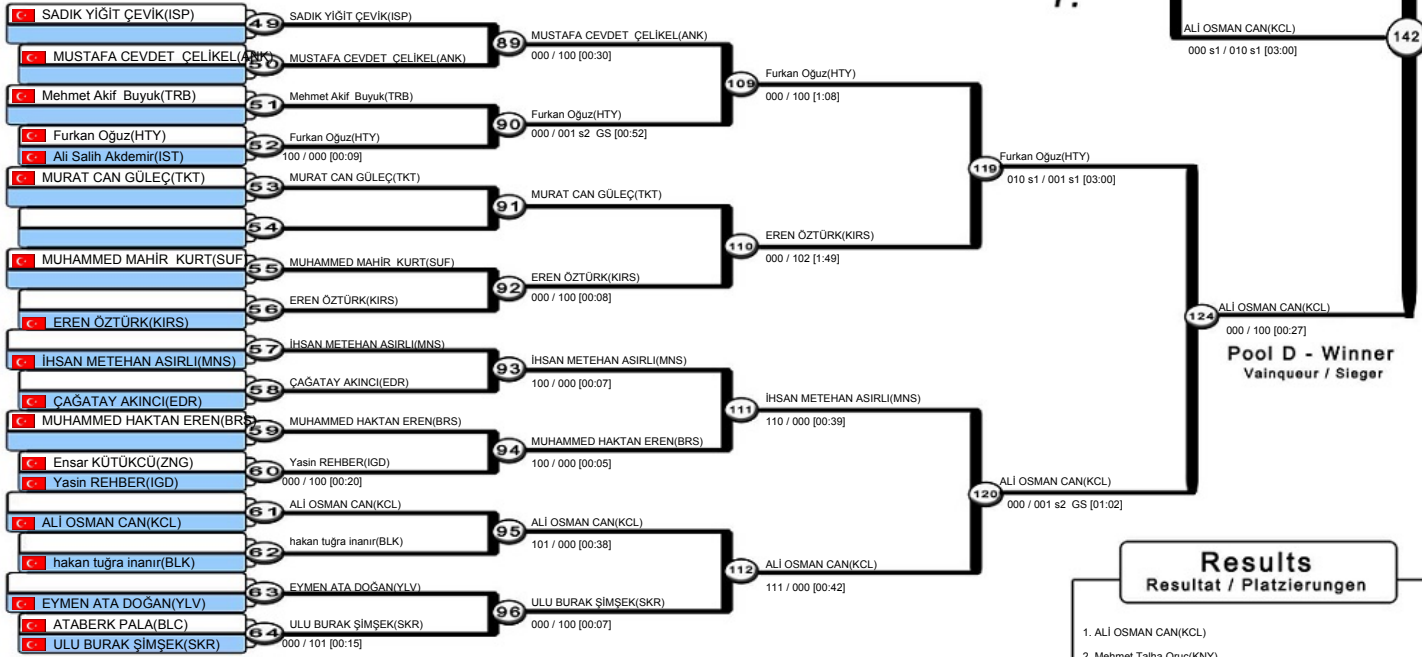 SADIK YİĞİT ÇEVİK(ISP)
MUSTAFA CEVDET  ÇELİKEL(ANK)
Mehmet Akif  Buyuk(TRB)
Furkan Oğuz(HTY)
Ali Salih Akdemir(IST)
MURAT CAN GÜLEÇ(TKT)
MUHAMMED MAHİR  KURT(SUF)
EREN ÖZTÜRK(KIRS)
İHSAN METEHAN ASIRLI(MNS)
ÇAĞATAY AKINCI(EDR)
MUHAMMED HAKTAN EREN(BRS)
Ensar KÜTÜKCÜ(ZNG)
Yasin REHBER(IGD)
ALİ OSMAN CAN(KCL)
hakan tuğra inanır(BLK)
EYMEN ATA DOĞAN(YLV)
ATABERK PALA(BLC)
ULU BURAK ŞİMŞEK(SKR)
49 SADIK YİĞİT ÇEVİK(ISP)
50 MUSTAFA CEVDET  ÇELİKEL(ANK)
51 Mehmet Akif  Buyuk(TRB)
52 Furkan Oğuz(HTY)
100 / 000 [00:09]
53 MURAT CAN GÜLEÇ(TKT)
54
55 MUHAMMED MAHİR  KURT(SUF)
56 EREN ÖZTÜRK(KIRS)
57 İHSAN METEHAN ASIRLI(MNS)
58 ÇAĞATAY AKINCI(EDR)
59 MUHAMMED HAKTAN EREN(BRS)
60 Yasin REHBER(IGD)
000 / 100 [00:20]
61 ALİ OSMAN CAN(KCL)
62 hakan tuğra inanır(BLK)
63 EYMEN ATA DOĞAN(YLV)
64 ULU BURAK ŞİMŞEK(SKR)
000 / 101 [00:15]
89 MUSTAFA CEVDET  ÇELİKEL(ANK)
000 / 100 [00:30]
90 Furkan Oğuz(HTY)
000 / 001 s2  GS [00:52]
91 MURAT CAN GÜLEÇ(TKT)
92 EREN ÖZTÜRK(KIRS)
000 / 100 [00:08]
93 İHSAN METEHAN ASIRLI(MNS)
100 / 000 [00:07]
94 MUHAMMED HAKTAN EREN(BRS)
100 / 000 [00:05]
95 ALİ OSMAN CAN(KCL)
101 / 000 [00:38]
96 ULU BURAK ŞİMŞEK(SKR)
000 / 100 [00:07]
109 Furkan Oğuz(HTY)
000 / 100 [1:08]
110 EREN ÖZTÜRK(KIRS)
000 / 102 [1:49]
111 İHSAN METEHAN ASIRLI(MNS)
110 / 000 [00:39]
112 ALİ OSMAN CAN(KCL)
111 / 000 [00:42]
119 Furkan Oğuz(HTY)
010 s1 / 001 s1 [03:00]
120 ALİ OSMAN CAN(KCL)
000 / 001 s2  GS [01:02]
124 ALİ OSMAN CAN(KCL)
000 / 100 [00:27]
Pool D - Winner
Vainqueur / Sieger
ALİ OSMAN CAN(KCL)
142
000 s1 / 010 s1 [03:00]
Results
Resultat / Platzierungen
1. ALİ OSMAN CAN(KCL)
2. Mehmet Talha Oruç(KNY)